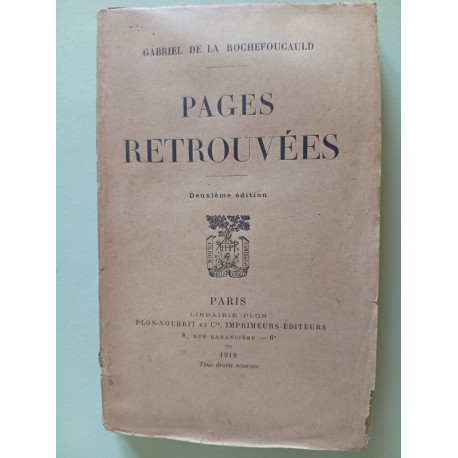 GABRIEL DE LA ROCHEFOUCAULD
PAGES
RETROUVÉES
Deuxième édition
PARIS
LIBRAIRIE PLON
PLON-NOURRIT ET Cie, IMPRIMEURS-ÉDITEURS
8, RUE GARANCIÈRE — 6e
1919
Tous droits réservés